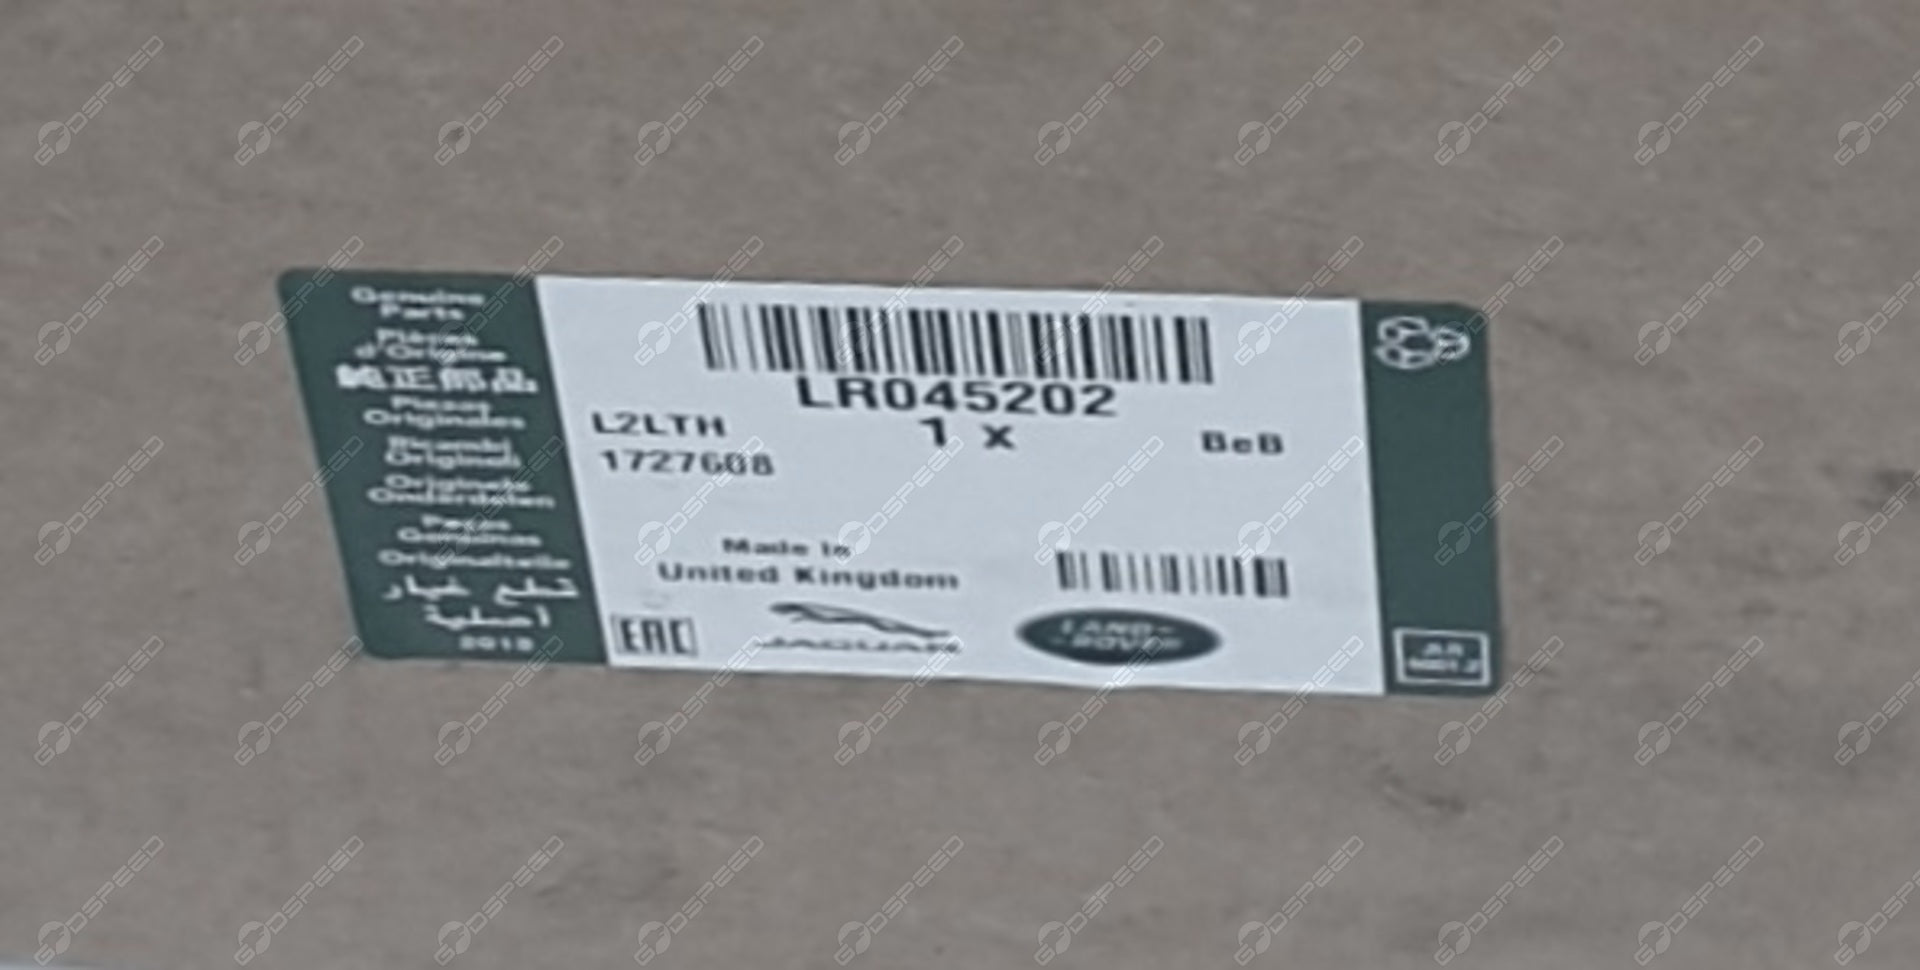 Genuine
Parts
Pièces
d'Origine
純正部品
Piezas
Originales
Ricambi
Originali
Originele
Onderdelen
Peças
Genuínas
Originalteile
قطع غيار
أصلية
LR045202
1 x
L2LTH
BeB
1727608
Made In
United Kingdom
EAC
JAGUAR
LAND-
-ROVER
GODSPEED